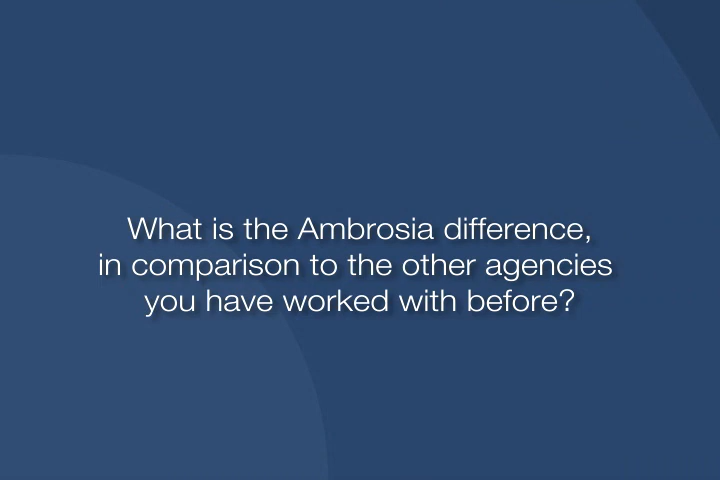 What is the Ambrosia difference,
in comparison to the other agencies
you have worked with before?